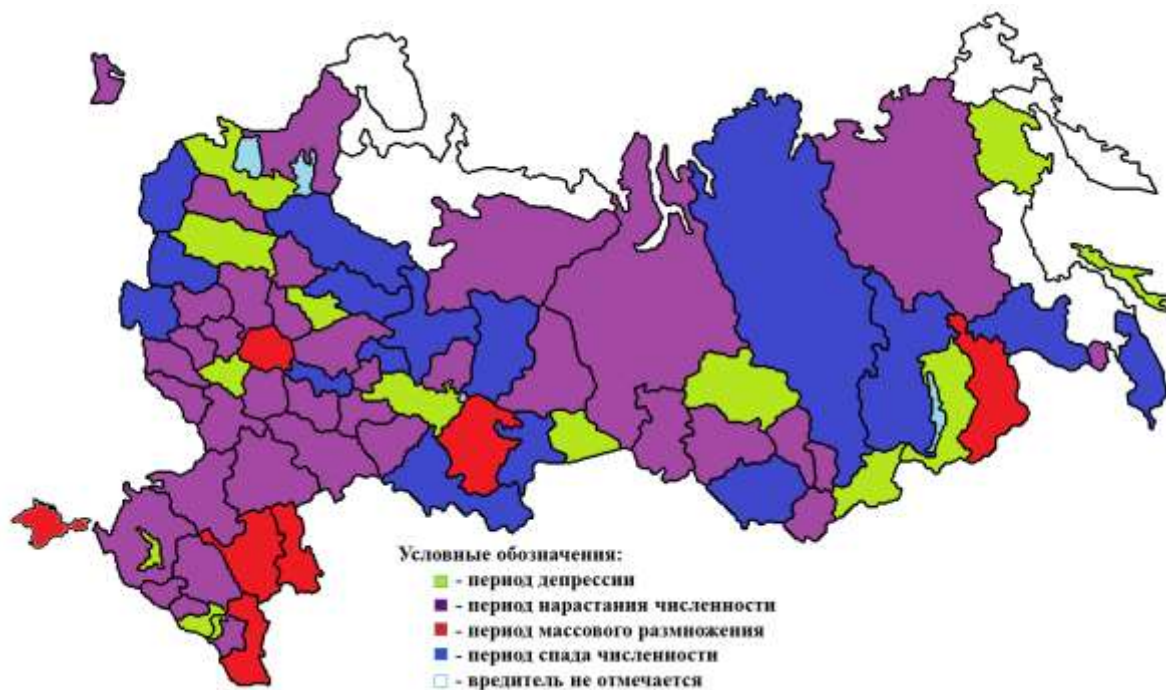 Условные обозначения:
- период депрессии
- период нарастания численности
- период массового размножения
- период спада численности
- вредитель не отмечается